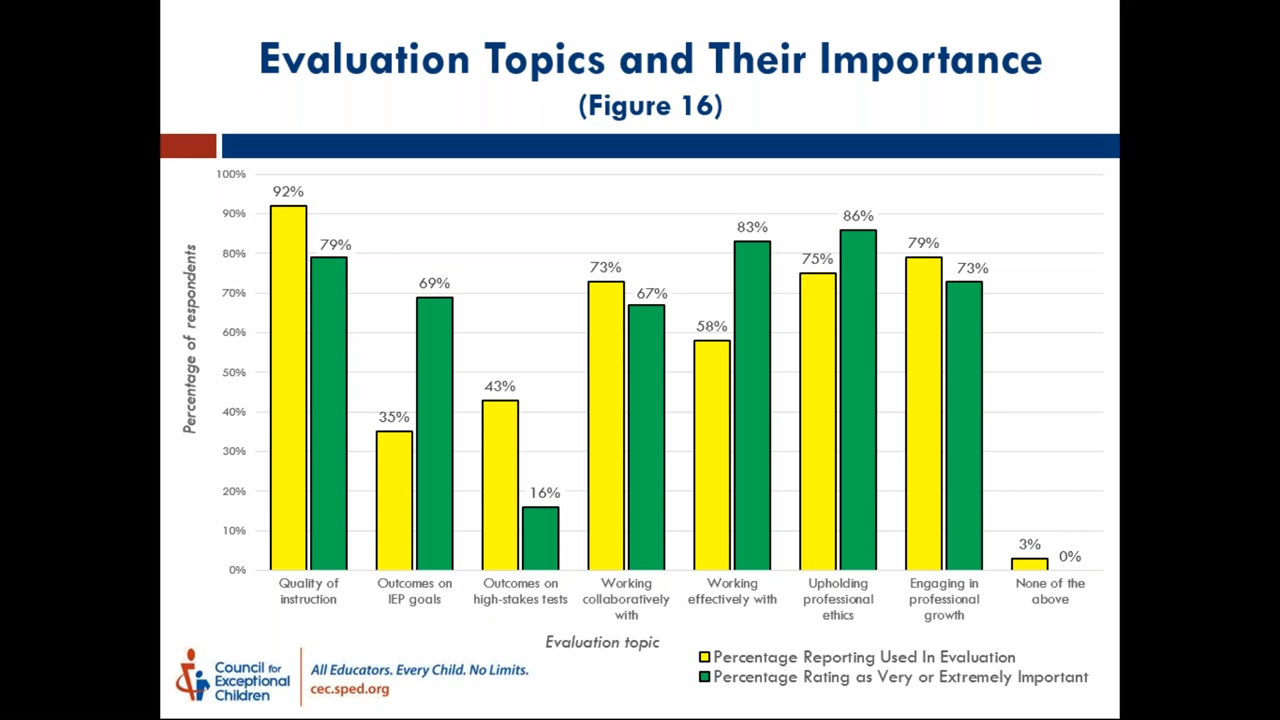 Evaluation Topics and Their Importance
(Figure 16)
100%
90%
80%
70%
60%
50%
40%
30%
20%
10%
0%
Percentage of respondents
92%
79%
35%
69%
43%
16%
73%
67%
58%
83%
75%
86%
79%
73%
3%
0%
Quality of
instruction
Outcomes on
IEP goals
Outcomes on
high-stakes tests
Working
collaboratively
with
Working
effectively with
Upholding
professional
ethics
Engaging in
professional
growth
None of the
above
Evaluation topic
Percentage Reporting Used In Evaluation
Percentage Rating as Very or Extremely Important
Council for
Exceptional
Children
All Educators. Every Child. No Limits.
cec.sped.org